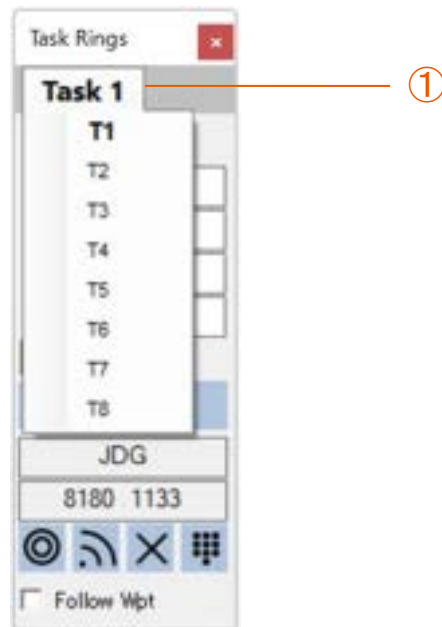 Task Rings
Task 1
①
T1
T2
T3
T4
T5
T6
T7
T8
JDG
8180 1133
Follow Wpt